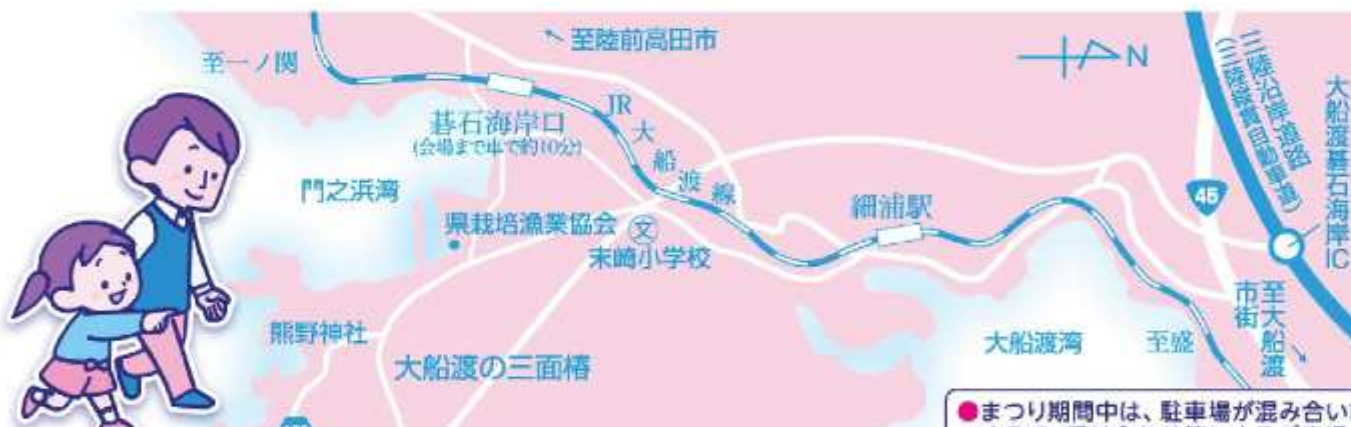 至一ノ関
↖至陸前高田市
N
碁石海岸口
(会場まで車で約10分)
JR大船渡線
門之浜湾
県栽培漁業協会
文
末崎小学校
細浦駅
三陸沿岸道路
(三陸縦貫自動車道)
45
大船渡碁石海岸IC
至大船渡
市街
熊野神社
大船渡の三面椿
大船渡湾
至盛
●まつり期間中は、駐車場が混み合い